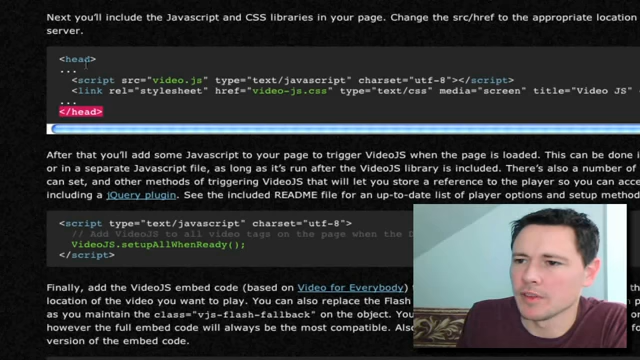 Next you'll include the Javascript and CSS libraries in your page. Change the src/href to the appropriate location
server.
<head>
...
<script src="video.js" type="text/javascript" charset="utf-8"></script>
<link rel="stylesheet" href="video-js.css" type="text/css" media="screen" title="Video JS"
...
</head>
After that you'll add some Javascript to your page to trigger VideoJS when the page is loaded. This can be done i
or in a separate Javascript file, as long as it's run after the VideoJS library is included. There's also a number of
can set, and other methods of triggering VideoJS that will let you store a reference to the player so you can acce
including a jQuery plugin. See the included README file for an up-to-date list of player options and setup method
<script type="text/javascript" charset="utf-8">
// Add VideoJS to all video tags on the page when the D
VideoJS.setupAllWhenReady();
</script>
Finally, add the VideoJS embed code (based on Video for Everybody)
location of the video you want to play. You can also replace the Flash
as you maintain the class="vjs-flash-fallback" on the object. You
however the full embed code will always be the most compatible. Also
version of the embed code.